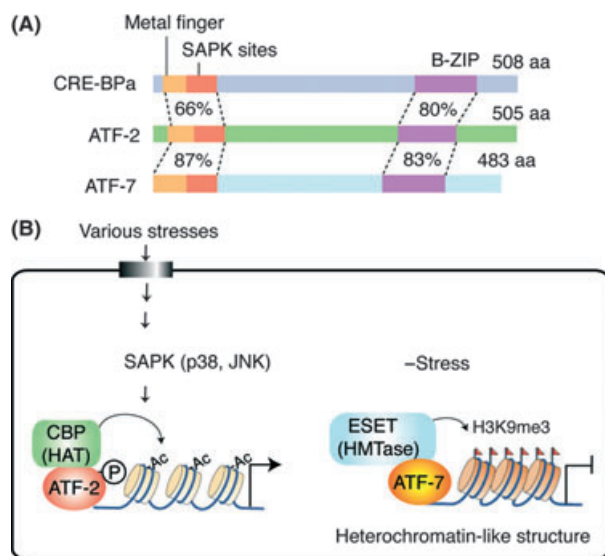 (A)
Metal finger
SAPK sites
B-ZIP 508 aa
CRE-BPa
66% 80%
505 aa
ATF-2
87% 83% 483 aa
ATF-7
(B)
Various stresses
SAPK (p38, JNK)
–Stress
CBP
(HAT)
P
ATF-2
Ac Ac Ac
ESET
(HMTase)
H3K9me3
ATF-7
Heterochromatin-like structure